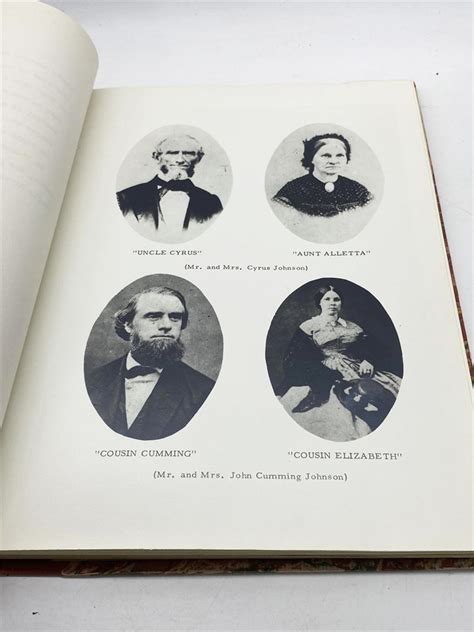 "UNCLE CYRUS" "AUNT ALLETTA"
(Mr. and Mrs. Cyrus Johnson)
"COUSIN CUMMING" "COUSIN ELIZABETH"
(Mr. and Mrs. John Cumming Johnson)